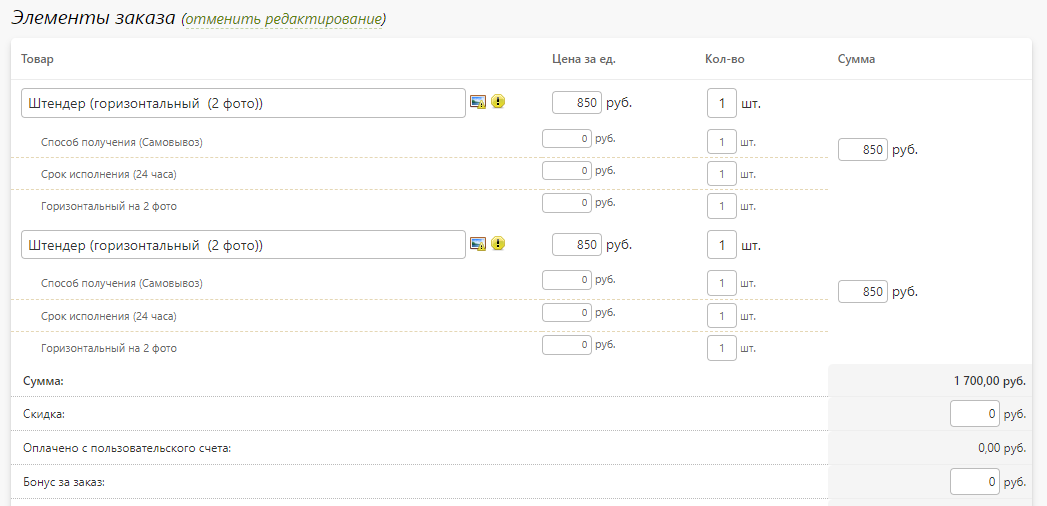 Элементы заказа (отменить редактирование)
Товар Цена за ед. Кол-во Сумма
Штендер (горизонтальный  (2 фото)) 850 руб. 1 шт.
Способ получения (Самовывоз) 0 руб. 1 шт.
850 руб.
Срок исполнения (24 часа) 0 руб. 1 шт.
Горизонтальный на 2 фото 0 руб. 1 шт.
Штендер (горизонтальный  (2 фото)) 850 руб. 1 шт.
Способ получения (Самовывоз) 0 руб. 1 шт.
850 руб.
Срок исполнения (24 часа) 0 руб. 1 шт.
Горизонтальный на 2 фото 0 руб. 1 шт.
Сумма: 1 700,00 руб.
Скидка: 0 руб.
Оплачено с пользовательского счета: 0,00 руб.
Бонус за заказ: 0 руб.